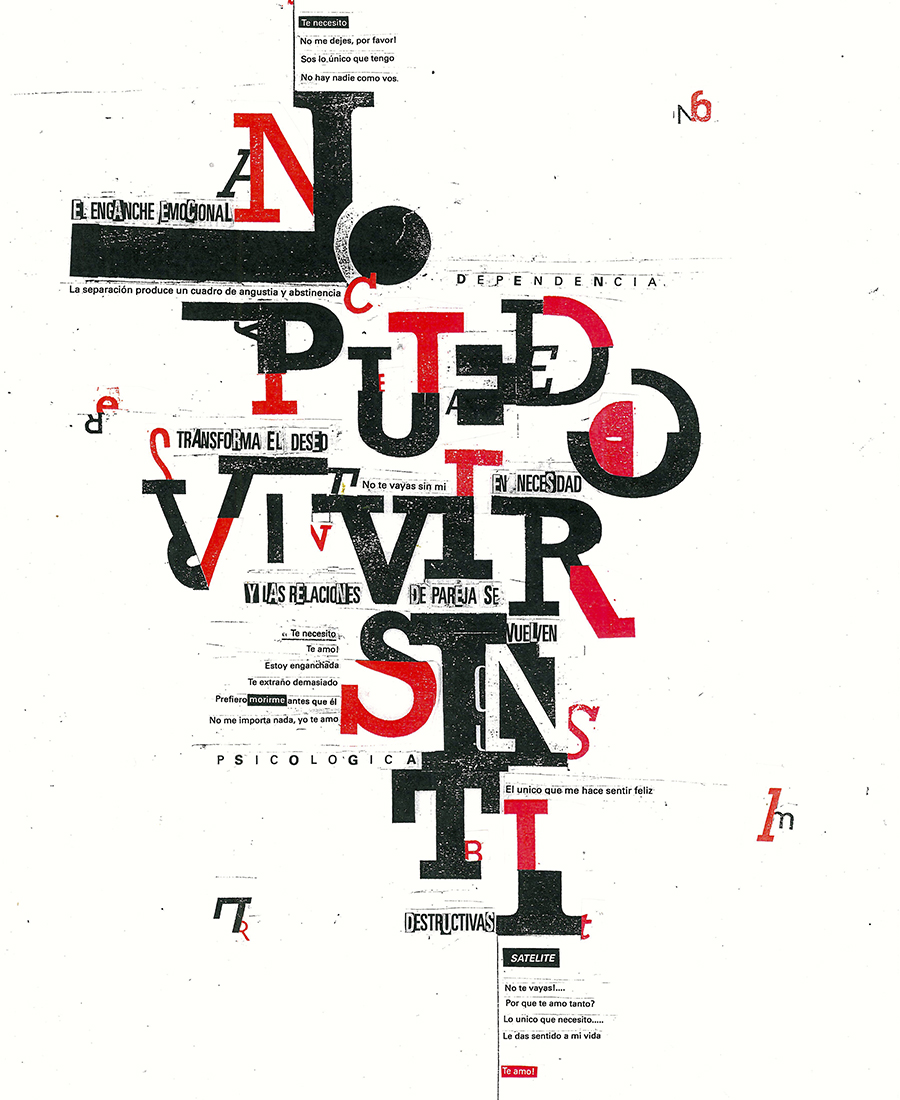 Te necesito
No me dejes, por favor!
Sos lo único que tengo
No hay nadie como vos.
N6
A N NO
EL ENGANCHE EMOCIONAL
DEPENDENCIA.
La separación produce un cuadro de angustia y abstinencia
C
PUEDO
e
R
S
TRANSFORMA EL DESEO
No te vayas sin mi
EN NECESIDAD
VIVIR
Y LAS RELACIONES DE PAREJA SE
VUELVEN
Te necesito
Te amo!
Estoy enganchada
Te extraño demasiado
Prefiero morirme antes que él
No me importa nada, yo te amo
SIN
S
PSICOLOGICA
El unico que me hace sentir feliz
TI
B
1m
R
DESTRUCTIVAS
t
SATELITE
No te vayas!....
Por que te amo tanto?
Lo unico que necesito.....
Le das sentido a mi vida
Te amo!